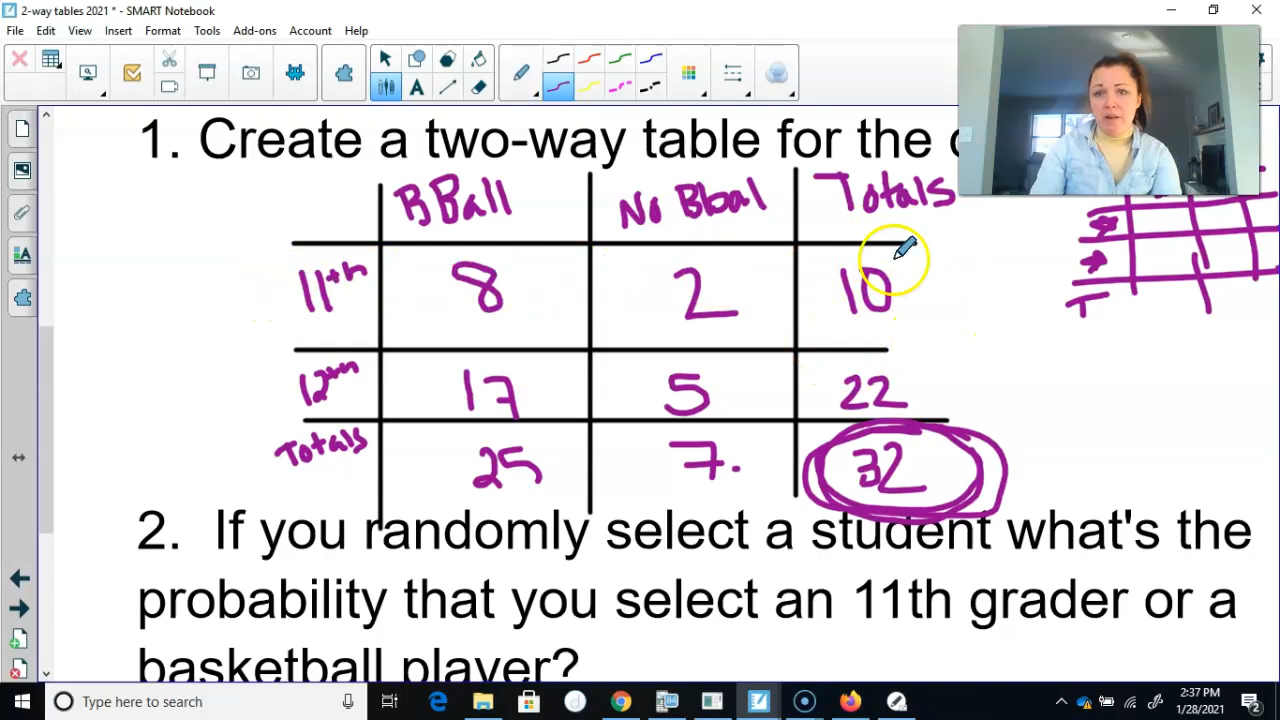 2-way tables 2021 * - SMART Notebook
File Edit View Insert Format Tools Add-ons Account Help
1. Create a two-way table for the
BBall No Bbal Totals
11th 8 2 10
12th 17 5 22
Totals 25 7. 32
T
2. If you randomly select a student what's the
probability that you select an 11th grader or a
basketball player?
Type here to search
2:37 PM
1/28/2021
2